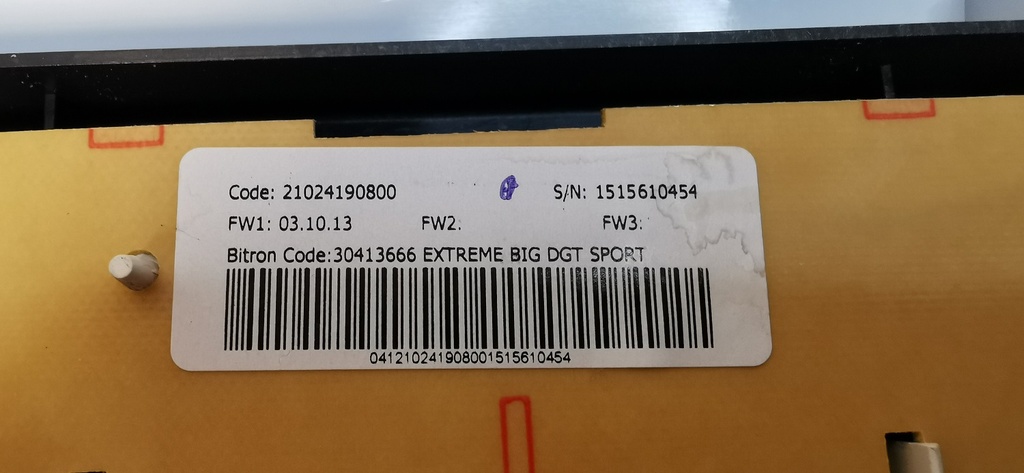 Code: 21024190800 S/N: 1515610454
FW1: 03.10.13 FW2: FW3:
Bitron Code:30413666 EXTREME BIG DGT SPORT
041210241908001515610454